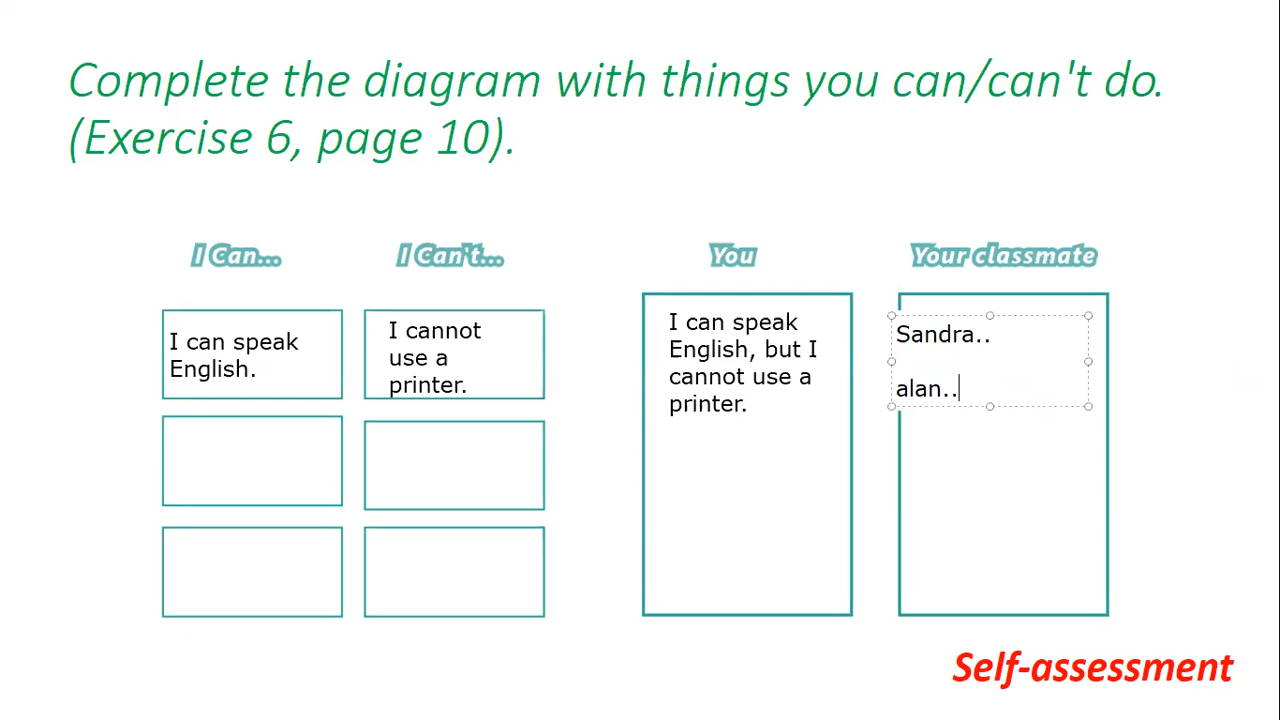 Complete the diagram with things you can/can't do.
(Exercise 6, page 10).
I Can...
I Can't...
You
Your classmate
I can speak
English.
I cannot
use a
printer.
I can speak
English, but I
cannot use a
printer.
Sandra..
alan..
Self-assessment